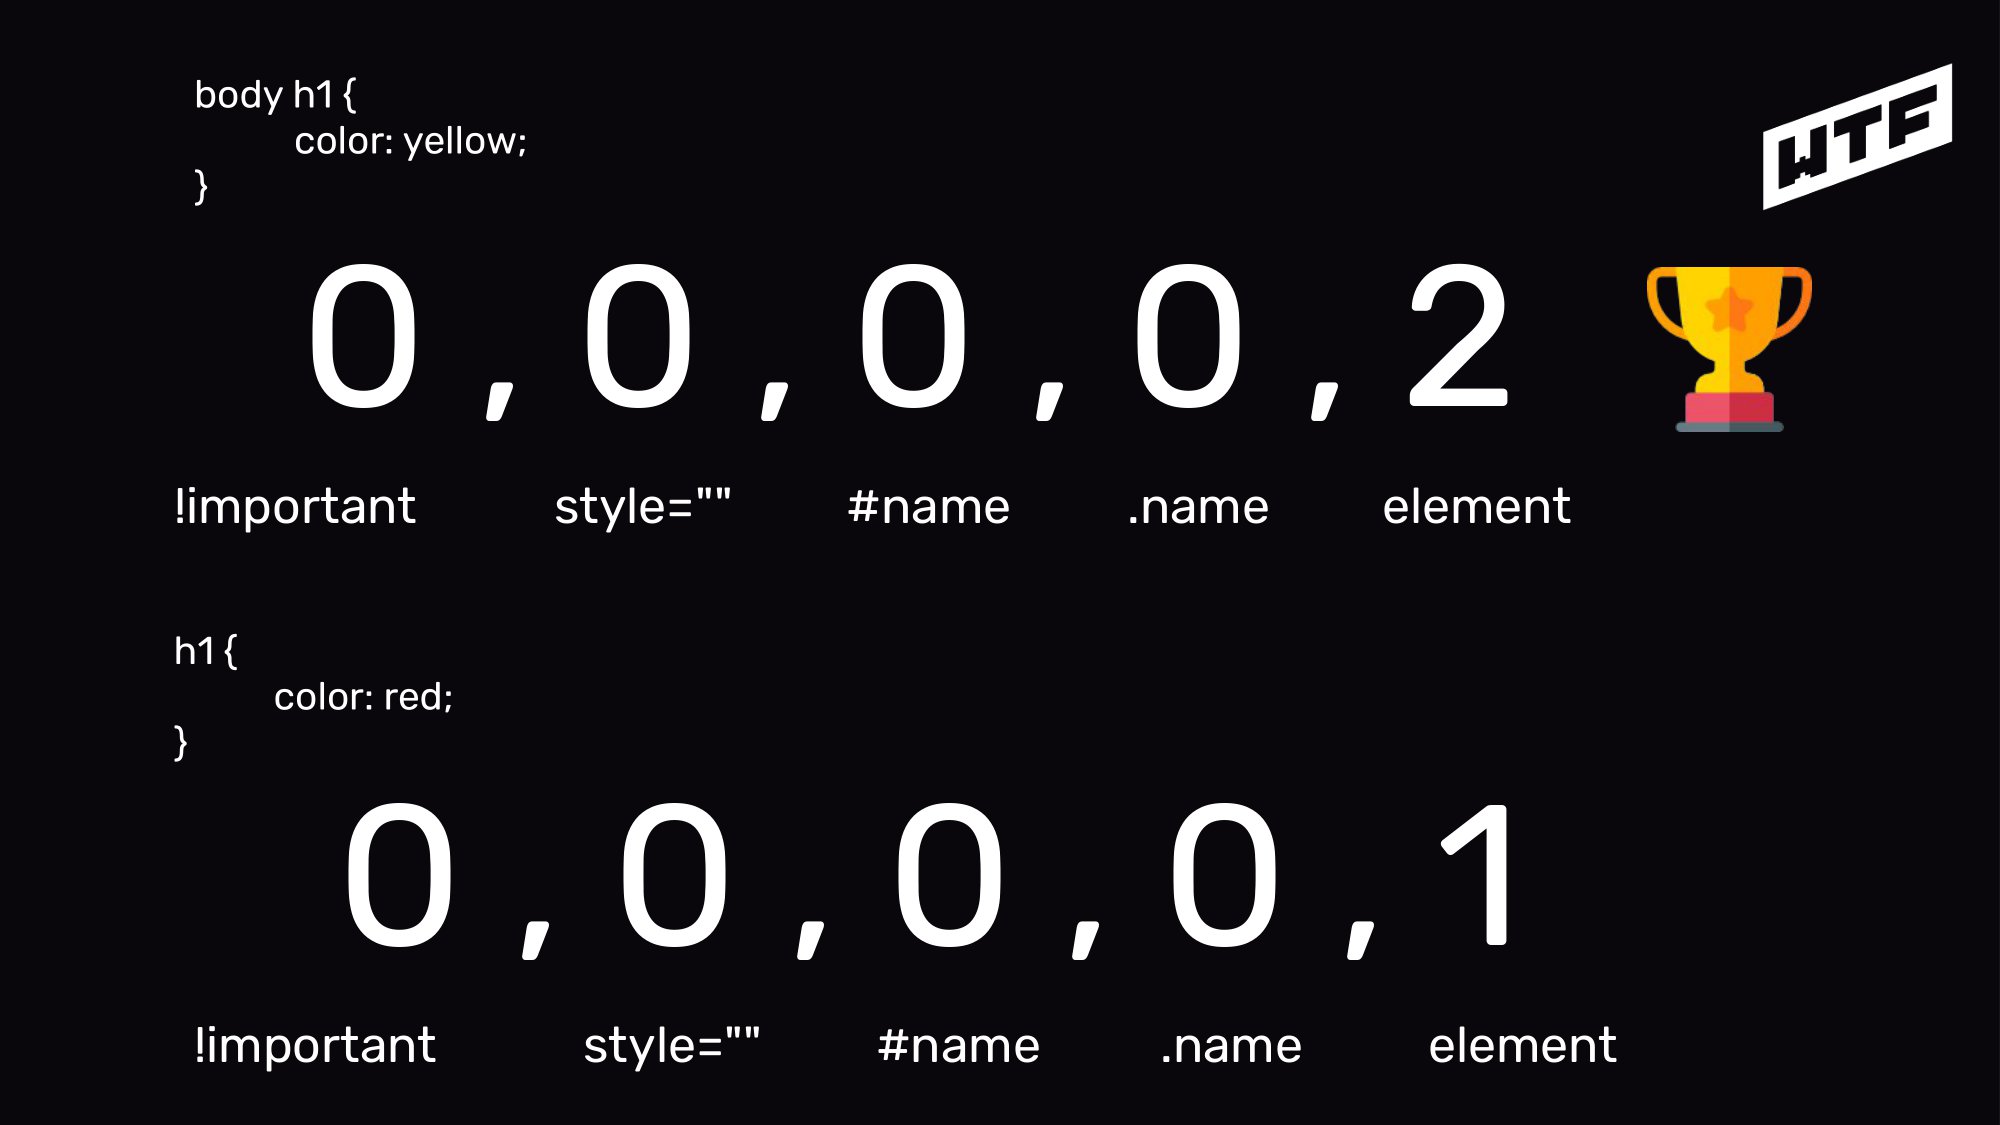 body h1 {
color: yellow;
}
WTF
0 , 0 , 0 , 0 , 2
!important style="" #name .name element
h1 {
color: red;
}
0 , 0 , 0 , 0 , 1
!important style="" #name .name element